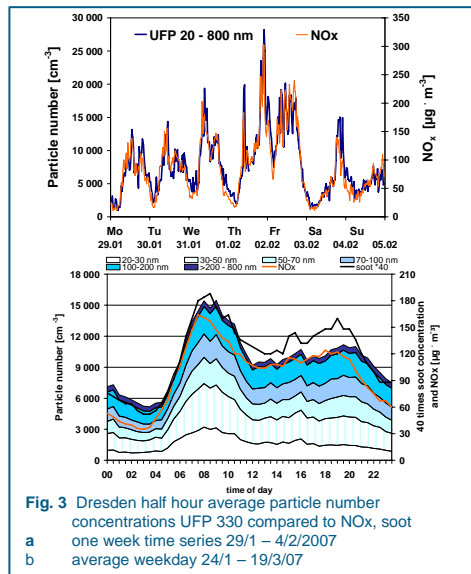 UFP 20 - 800 nm NOx
Particle number [cm-3]
30 000
25 000
20 000
15 000
10 000
5 000
0
350
300
250
200
150
100
50
0
NOx [µg · m-3]
Mo Tu We Th Fr Sa Su
29.01 30.01 31.01 01.02 02.02 03.02 04.02 05.02
20-30 nm 30-50 nm 50-70 nm 70-100 nm
100-200 nm >200 - 800 nm NOx soot *40
Particle number [cm-3]
18 000
15 000
12 000
9 000
6 000
3 000
0
210
180
150
120
90
60
30
0
40 times soot concentration
and NOx [µg m-3]
00 02 04 06 08 10 12 14 16 18 20 22
time of day
Fig. 3 Dresden half hour average particle number
concentrations UFP 330 compared to NOx, soot
a one week time series 29/1 – 4/2/2007
b average weekday 24/1 – 19/3/07